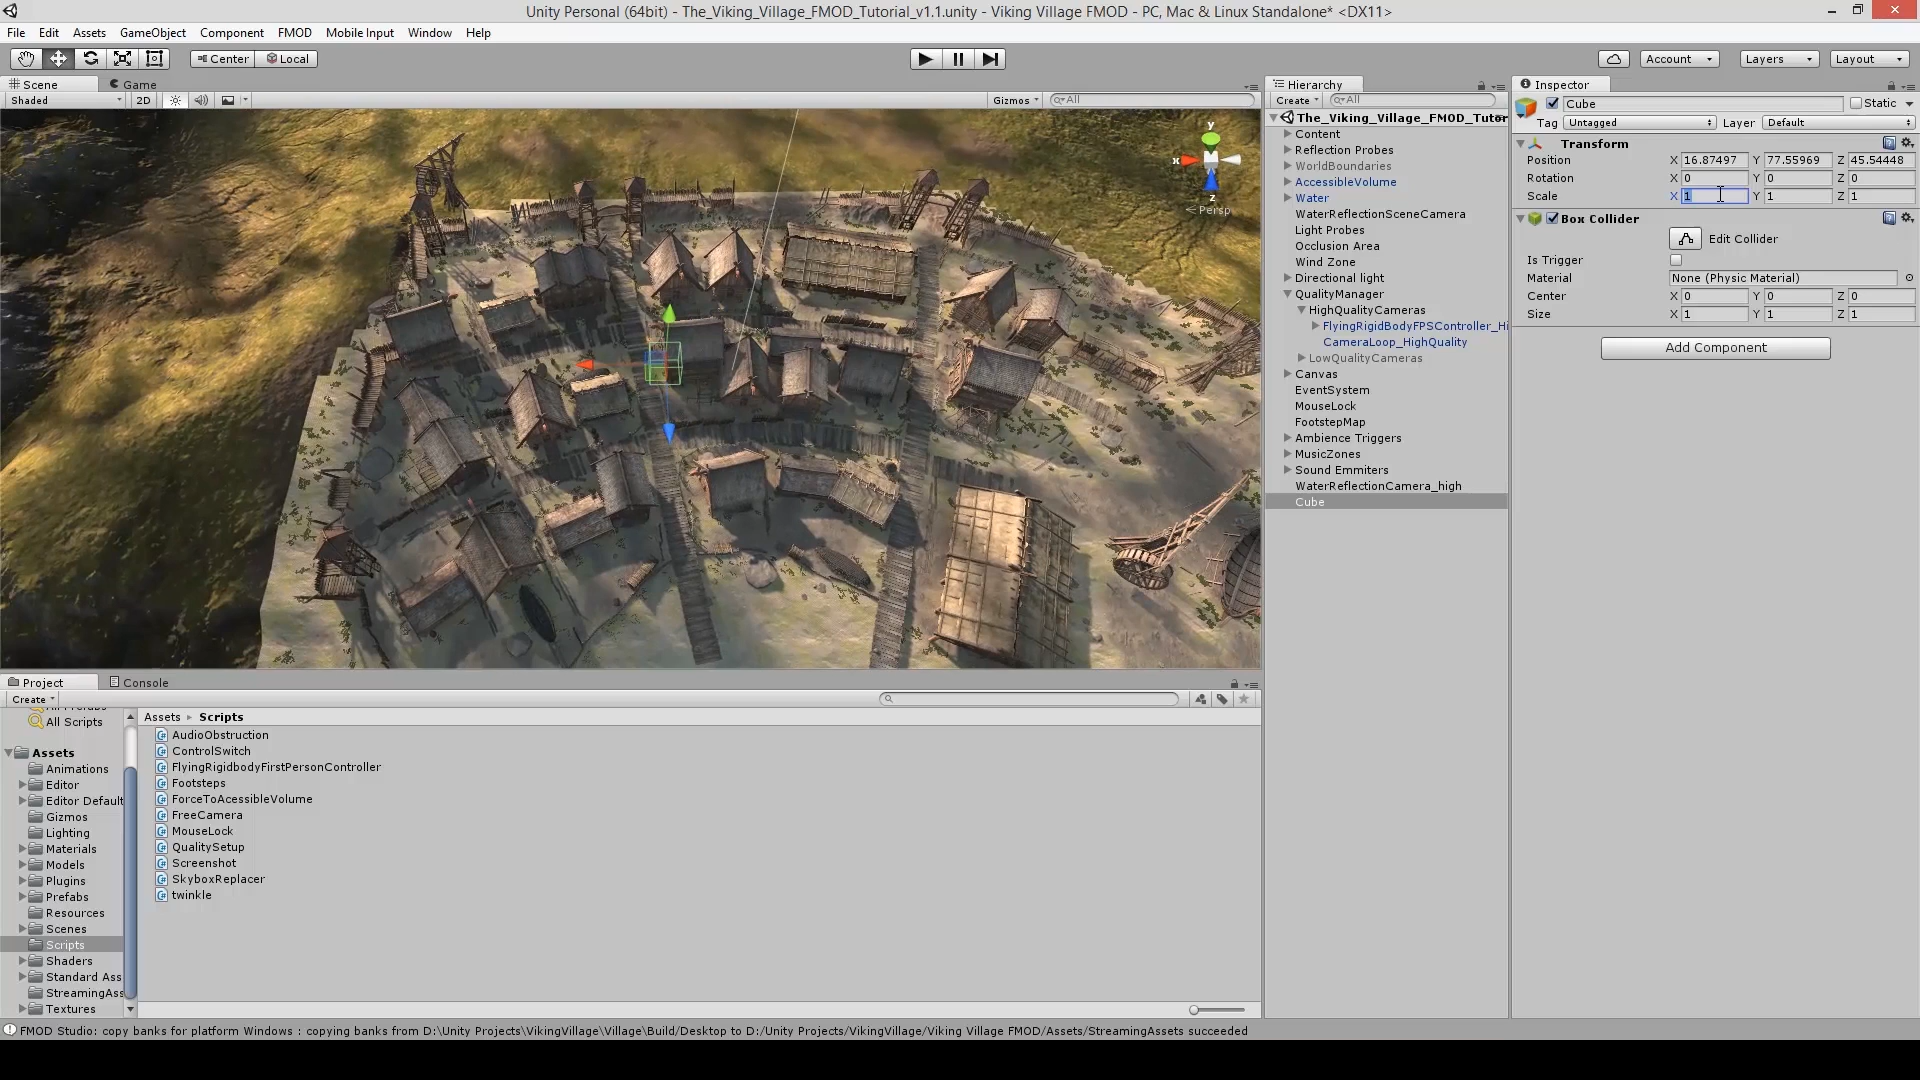 Unity Personal (64bit) - The_Viking_Village_FMOD_Tutorial_v1.1.unity - Viking Village FMOD - PC, Mac & Linux Standalone* <DX11>
File Edit Assets GameObject Component FMOD Mobile Input Window Help
Center Local Account Layers Layout
Scene Game
Shaded 2D Gizmos All
y
x
z
Persp
Hierarchy
Create All
The_Viking_Village_FMOD_Tutor
Content
Reflection Probes
WorldBoundaries
AccessibleVolume
Water
WaterReflectionSceneCamera
Light Probes
Occlusion Area
Wind Zone
Directional light
QualityManager
HighQualityCameras
FlyingRigidBodyFPSController_Hi
CameraLoop_HighQuality
LowQualityCameras
Canvas
EventSystem
MouseLock
FootstepMap
Ambience Triggers
MusicZones
Sound Emmiters
WaterReflectionCamera_high
Cube
Inspector
Cube Static
Tag Untagged Layer Default
Transform
Position X 16.87497 Y 77.55969 Z 45.54448
Rotation X 0 Y 0 Z 0
Scale X 1 Y 1 Z 1
Box Collider
Edit Collider
Is Trigger
Material None (Physic Material)
Center X 0 Y 0 Z 0
Size X 1 Y 1 Z 1
Add Component
Project Console
Create
All Prefabs
All Scripts
Assets
Animations
Editor
Editor Default
Gizmos
Lighting
Materials
Models
Plugins
Prefabs
Resources
Scenes
Scripts
Shaders
Standard Ass
StreamingAss
Textures
Assets Scripts
AudioObstruction
ControlSwitch
FlyingRigidbodyFirstPersonController
Footsteps
ForceToAcessibleVolume
FreeCamera
MouseLock
QualitySetup
Screenshot
SkyboxReplacer
twinkle
FMOD Studio: copy banks for platform Windows : copying banks from D:\Unity Projects\VikingVillage\Village\Build/Desktop to D:/Unity Projects/VikingVillage/Viking Village FMOD/Assets/StreamingAssets succeeded